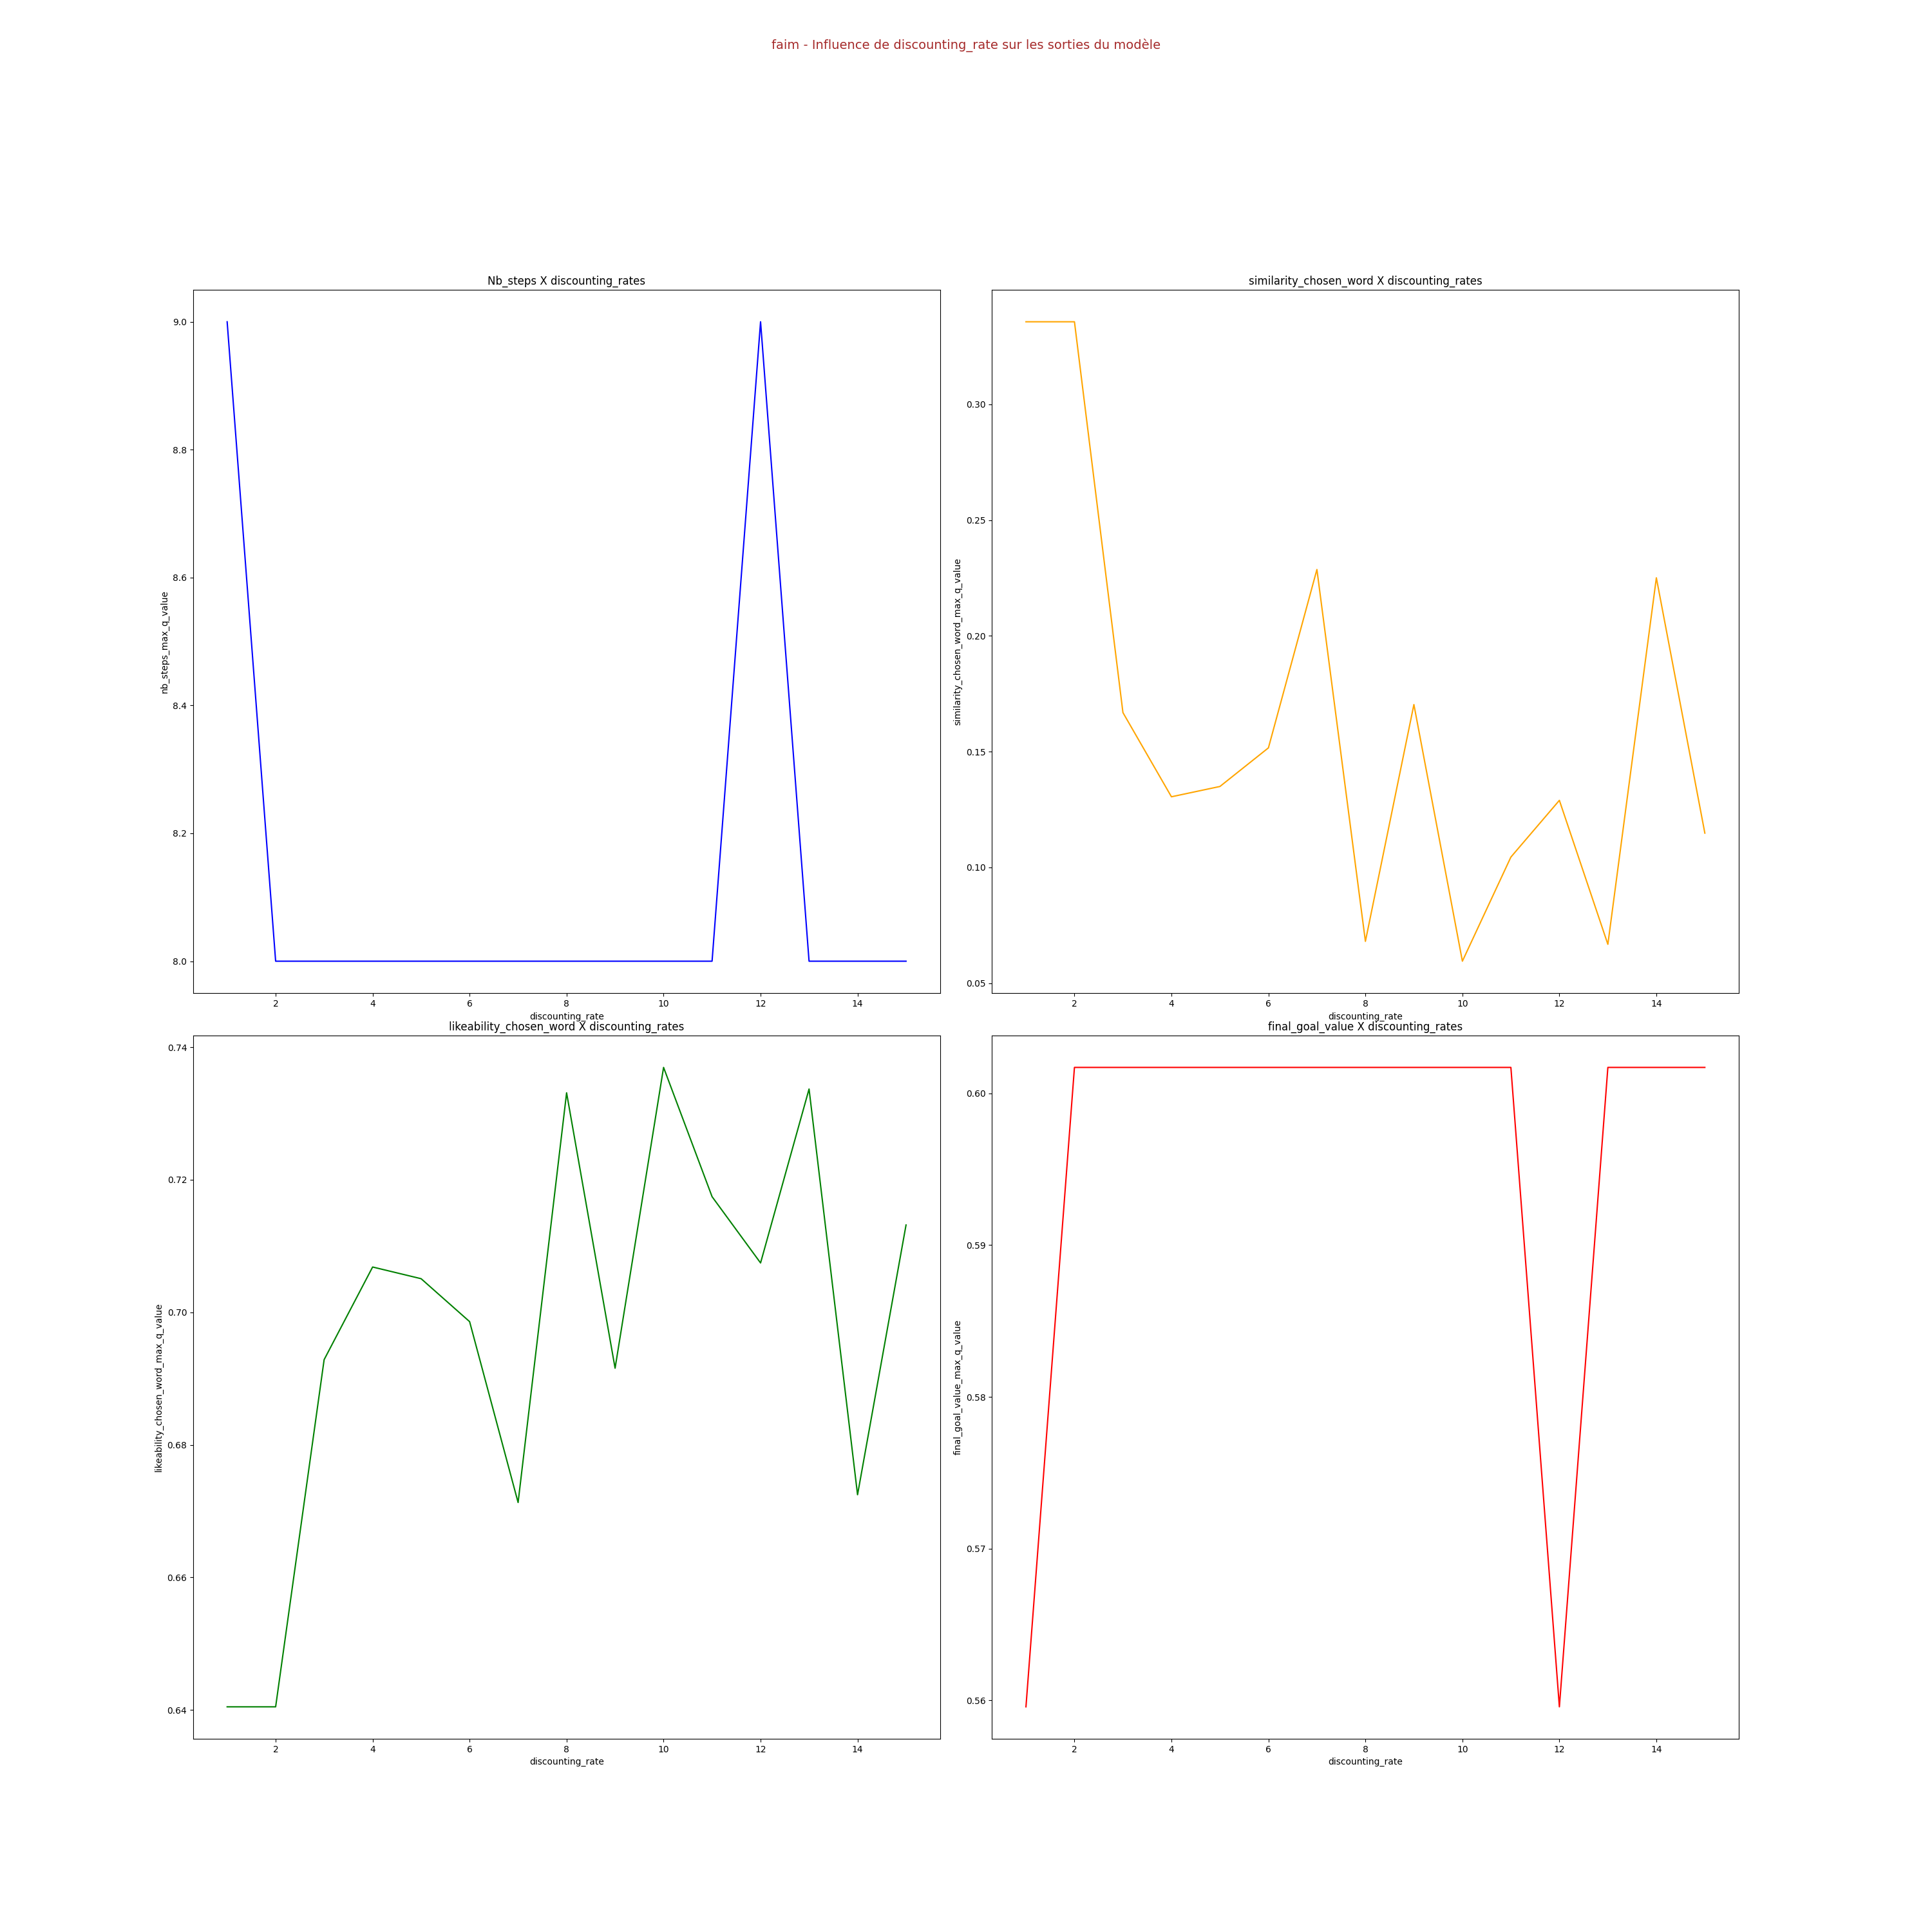 faim - Influence de discounting_rate sur les sorties du modèle
Nb_steps X discounting_rates
9.0
8.8
8.6
8.4
8.2
8.0
nb_steps_max_q_value
2 4 6 8 10 12 14
discounting_rate
similarity_chosen_word X discounting_rates
0.30
0.25
0.20
0.15
0.10
0.05
similarity_chosen_word_max_q_value
2 4 6 8 10 12 14
discounting_rate
likeability_chosen_word X discounting_rates
0.74
0.72
0.70
0.68
0.66
0.64
likeability_chosen_word_max_q_value
2 4 6 8 10 12 14
discounting_rate
final_goal_value X discounting_rates
0.60
0.59
0.58
0.57
0.56
final_goal_value_max_q_value
2 4 6 8 10 12 14
discounting_rate